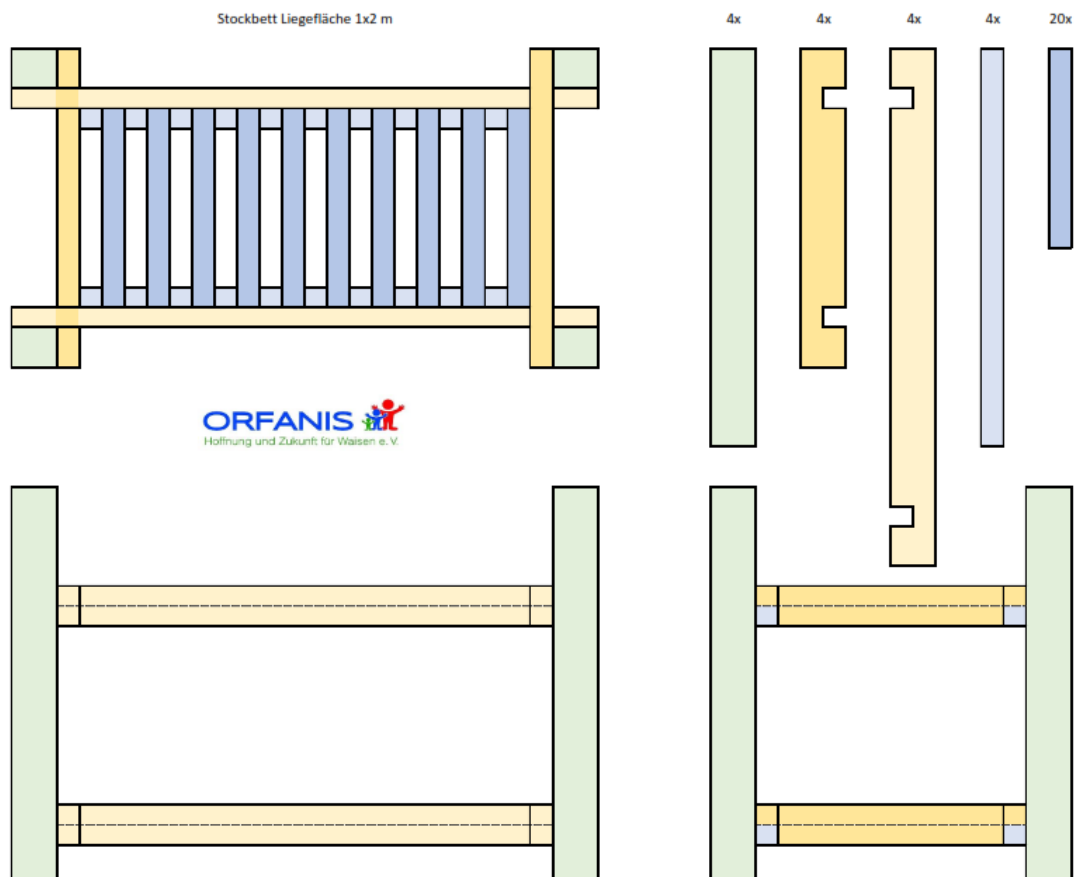 Stockbett Liegefläche 1x2 m
4x 4x 4x 4x 20x
ORFANIS
Hoffnung und Zukunft für Waisen e. V.